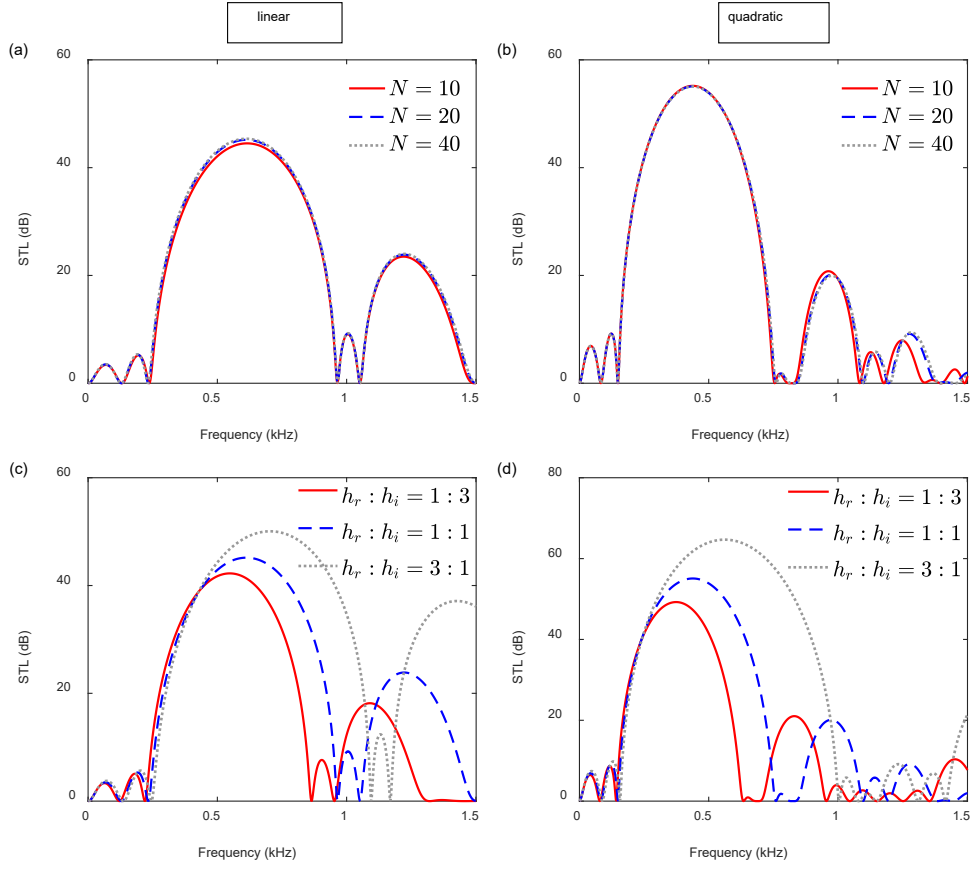 linear
quadratic
(a)
60
40
20
0
STL (dB)
N = 10
N = 20
N = 40
0
0.5
1
1.5
Frequency (kHz)
(b)
60
40
20
0
STL (dB)
N = 10
N = 20
N = 40
0
0.5
1
1.5
Frequency (kHz)
(c)
60
40
20
0
STL (dB)
h_r : h_i = 1 : 3
h_r : h_i = 1 : 1
h_r : h_i = 3 : 1
0
0.5
1
1.5
Frequency (kHz)
(d)
80
60
40
20
0
STL (dB)
h_r : h_i = 1 : 3
h_r : h_i = 1 : 1
h_r : h_i = 3 : 1
0
0.5
1
1.5
Frequency (kHz)